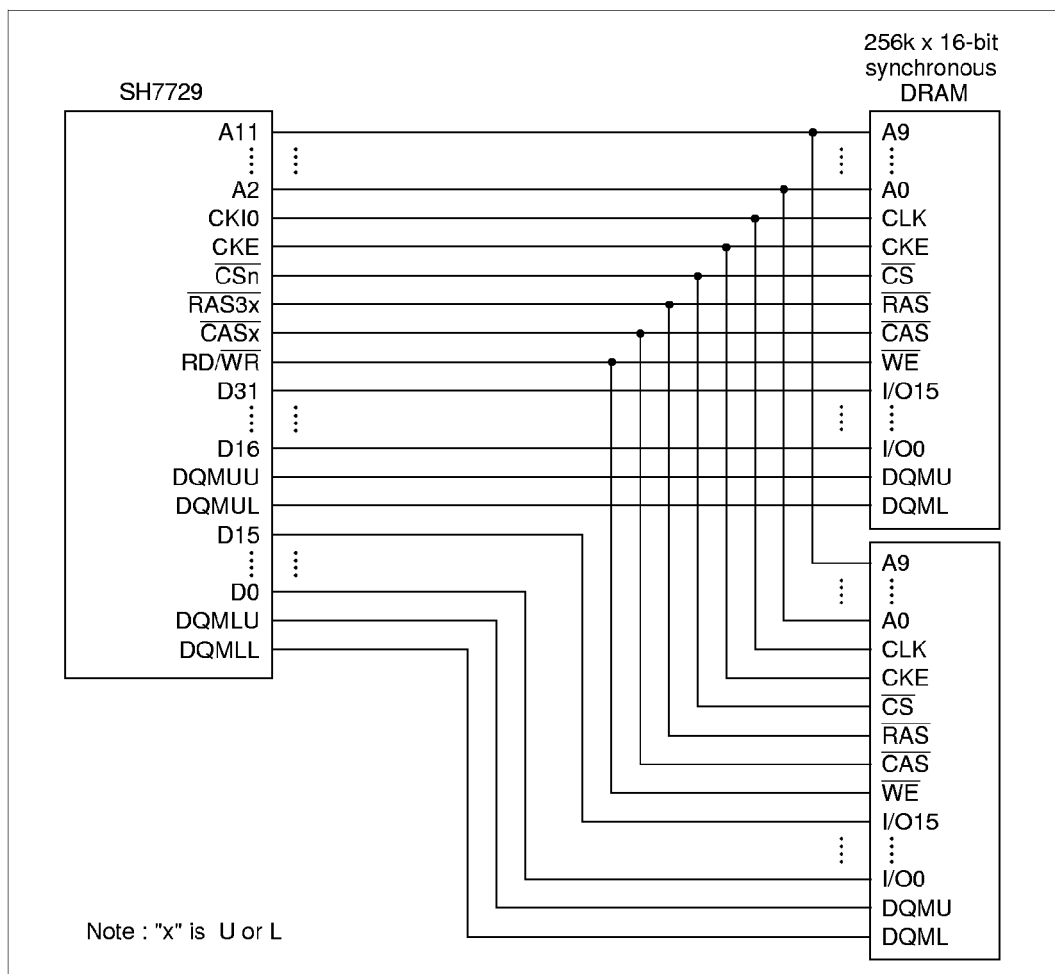 256k x 16-bit
synchronous
DRAM
SH7729
A11
A2
CKI0
CKE
CSn
RAS3x
CASx
RD/WR
D31
D16
DQMUU
DQMUL
D15
D0
DQMLU
DQMLL
A9
A0
CLK
CKE
CS
RAS
CAS
WE
I/O15
I/O0
DQMU
DQML
A9
A0
CLK
CKE
CS
RAS
CAS
WE
I/O15
I/O0
DQMU
DQML
Note : "x" is U or L